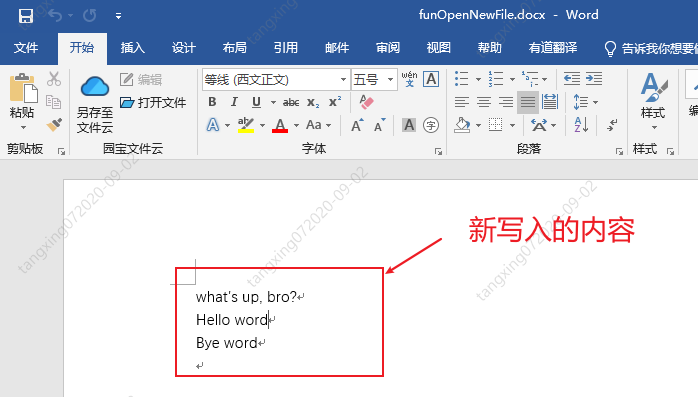 funOpenNewFile.docx - Word
文件 开始 插入 设计 布局 引用 邮件 审阅 视图 帮助 有道翻译 告诉我你想要做
粘贴
剪贴板
另存至
文件云
编辑
打开文件
园宝文件云
等线 (西文正文) 五号 wén 文 A
B I U abc x₂ x² A
A ab A Aa A A A 字
字体
段落
样式
样式
编
新写入的内容
what's up, bro?
Hello word
Bye word
tangxing072020-09-02
tangxing072020-09-02
tangxing072020-09-02
tangxing072020-09-02
tangxing072020-09-02